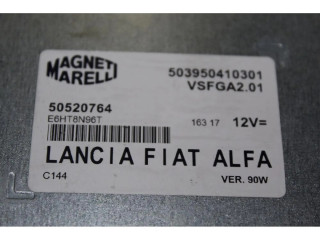 MAGNETI
MARELLI
503950410301
VSFGA2.01
50520764
E6HT8N96T
163 17 12V=
LANCIA FIAT ALFA
C144 VER. 90W